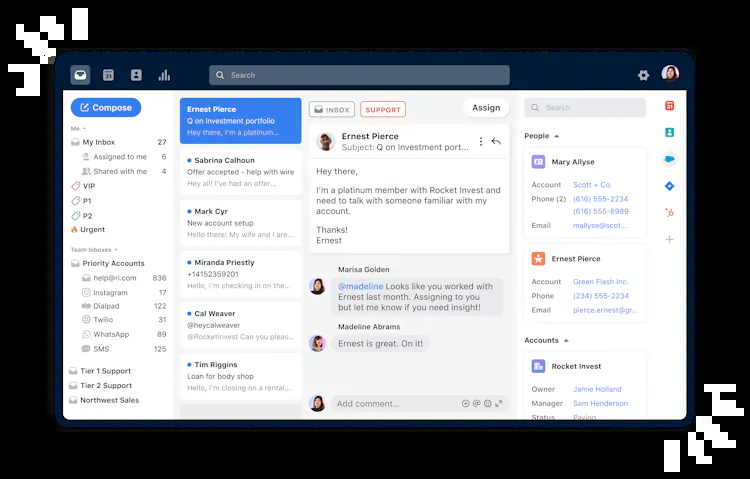 31
Search
Compose
Me
My Inbox 27
Assigned to me 6
Shared with me 4
VIP
P1
P2
Urgent
Team Inboxes
Priority Accounts
help@ri.com 836
Instagram 17
Dialpad 122
Twilio 31
WhatsApp 89
SMS 125
Tier 1 Support
Tier 2 Support
Northwest Sales
Ernest Pierce
Q on Investment portfolio
Hey there, I'm a platinum...
Sabrina Calhoun
Offer accepted - help with wire
Hey all! I've had an offer...
Mark Cyr
New account setup
Hello there! My wife and I are...
Miranda Priestly
+14152359201
Hello, i'm checking in on the...
Cal Weaver
@heycalweaver
@RocketInvest Can you pleas...
Tim Riggins
Loan for body shop
Hello, I'm closing on a rental...
INBOX
SUPPORT
Assign
Ernest Pierce
Subject: Q on Investment port...
Hey there,
I'm a platinum member with Rocket Invest and
need to talk with someone familiar with my
account.
Thanks!
Ernest
Marisa Golden
@madeline Looks like you worked with
Ernest last month. Assigning to you
but let me know if you need insight!
Madeline Abrams
Ernest is great. On it!
Add comment...
Search
People
Mary Allyse
Account Scott + Co.
Phone (2) (616) 555-2234
(616) 555-8989
Email mallyse@scot...
Ernest Pierce
Account Green Flash Inc.
Phone (234) 555-2234
Email pierce.ernest@gr...
Accounts
Rocket Invest
Owner Jamie Holland
Manager Sam Henderson
Status Paying
31